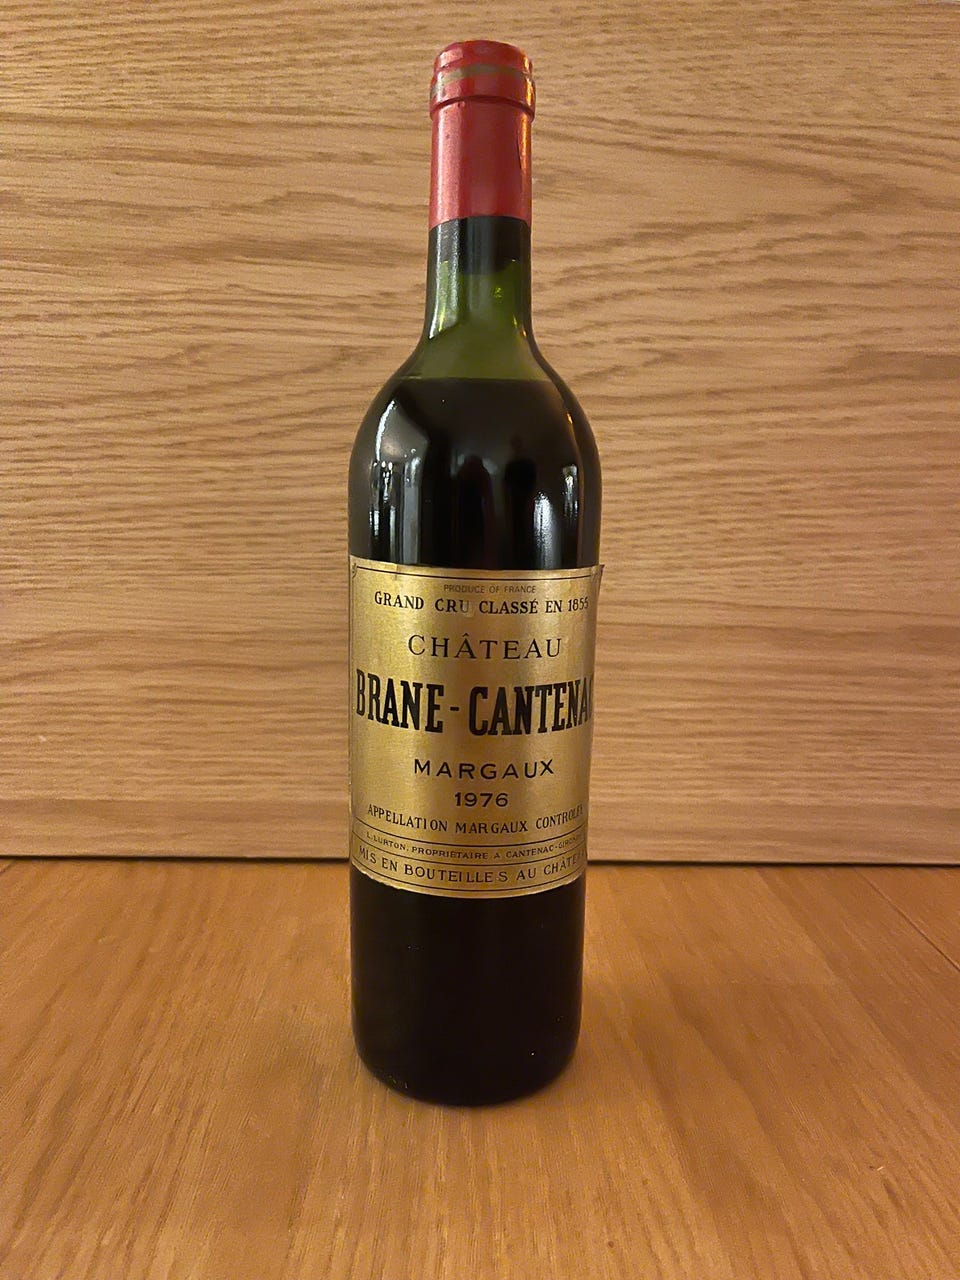 PRODUCE OF FRANCE
GRAND CRU CLASSÉ EN 1855
CHÂTEAU
BRANE-CANTENAC
MARGAUX
1976
APPELLATION MARGAUX CONTROLÉE
L. LURTON, PROPRIÉTAIRE A CANTENAC-GIRONDE
MIS EN BOUTEILLES AU CHÂTEAU